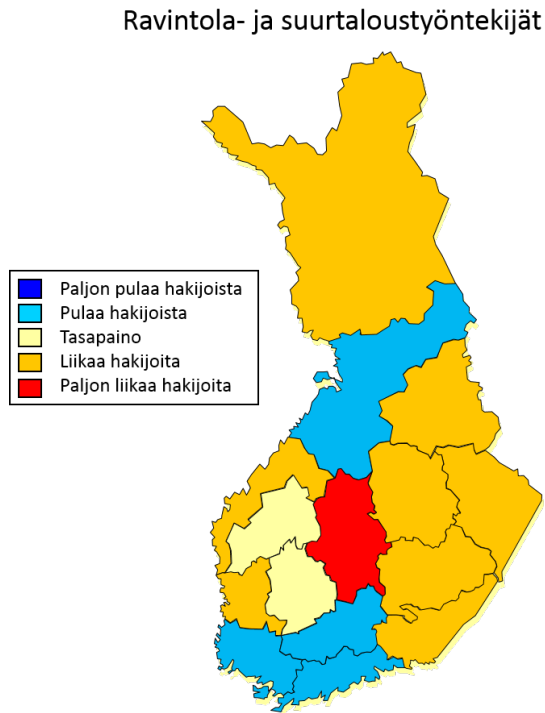 Ravintola- ja suurtaloustyöntekijät
Paljon pulaa hakijoista
Pulaa hakijoista
Tasapaino
Liikaa hakijoita
Paljon liikaa hakijoita